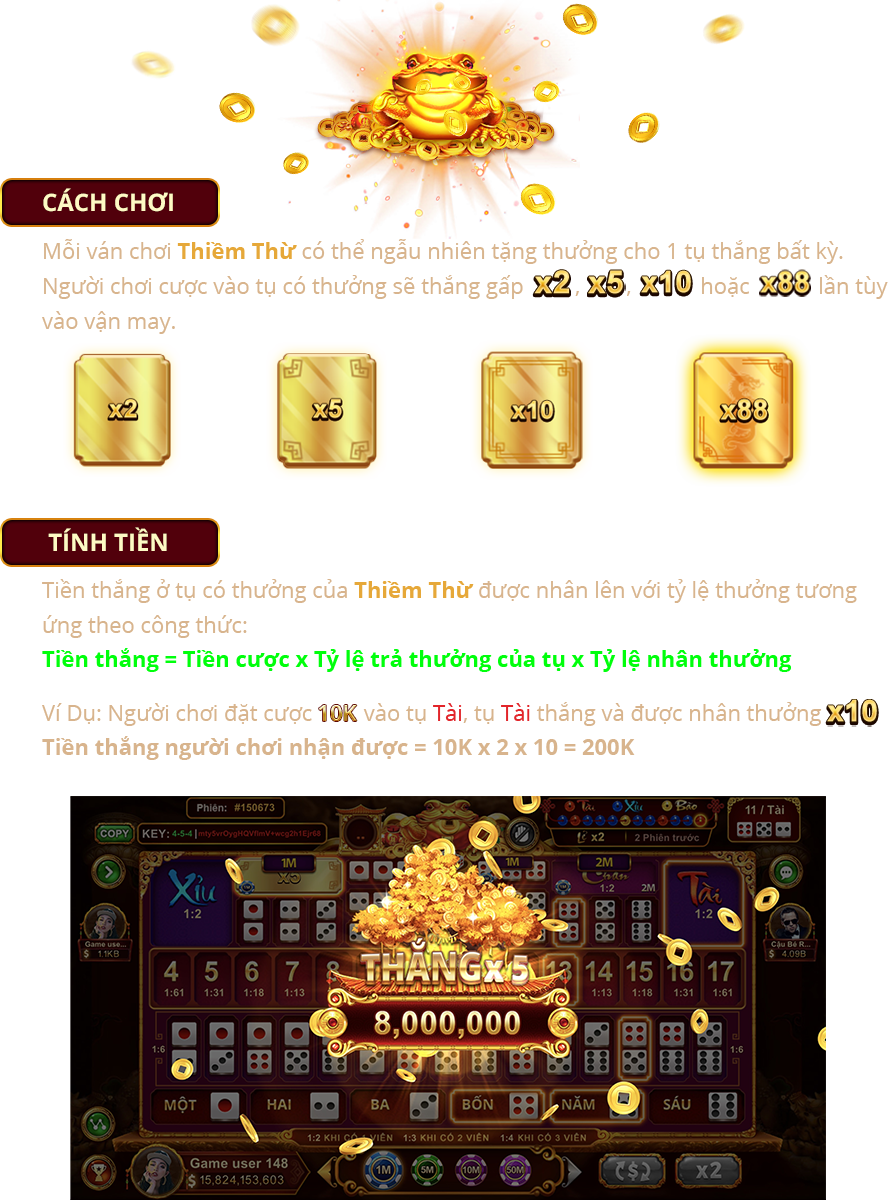 CÁCH CHƠI
Mỗi ván chơi Thiềm Thừ có thể ngẫu nhiên tặng thưởng cho 1 tụ thắng bất kỳ.
Người chơi cược vào tụ có thưởng sẽ thắng gấp x2, x5, x10 hoặc x88 lần tùy
vào vận may.
x2 x5 x10 x88
TÍNH TIỀN
Tiền thắng ở tụ có thưởng của Thiềm Thừ được nhân lên với tỷ lệ thưởng tương
ứng theo công thức:
Tiền thắng = Tiền cược x Tỷ lệ trả thưởng của tụ x Tỷ lệ nhân thưởng
Ví Dụ: Người chơi đặt cược 10K vào tụ Tài, tụ Tài thắng và được nhân thưởng x10
Tiền thắng người chơi nhận được = 10K x 2 x 10 = 200K
Phiên: #150673
Tài Xỉu Bão
11 / Tài
COPY KEY: 4-5-4
Lẻ x2 2 Phiên trước
1M 1M 2M
Xỉu
1:2
Chẵn
1:2 2M
Tài
1:2
Game use...
$ 1.1KB
Cậu Bé R...
$ 4.09B
THẮNG x 5
4 5 6 7 8 13 14 15 16 17
1:61 1:31 1:18 1:13 1:13 1:18 1:31 1:61
8,000,000
1:6 1:6
MỘT HAI BA BỐN NĂM SÁU
1:2 KHI CÓ 1 VIÊN 1:3 KHI CÓ 2 VIÊN 1:4 KHI CÓ 3 VIÊN
Game user 148
$ 15,824,153,603
1M 5M 10M 50M
x2